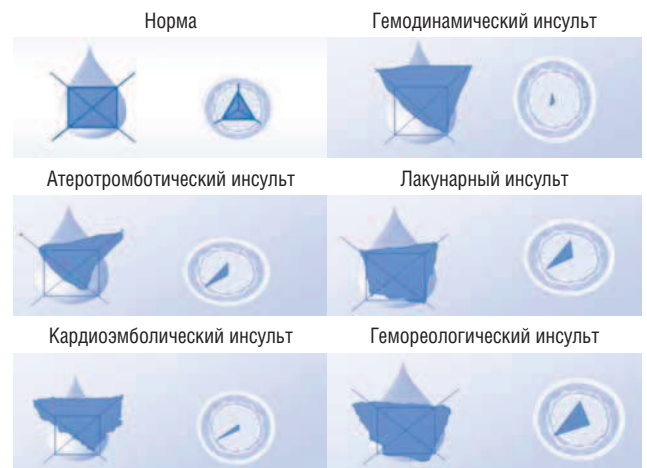 Норма
Гемодинамический инсульт
Атеротромботический инсульт
Лакунарный инсульт
Кардиоэмболический инсульт
Гемореологический инсульт